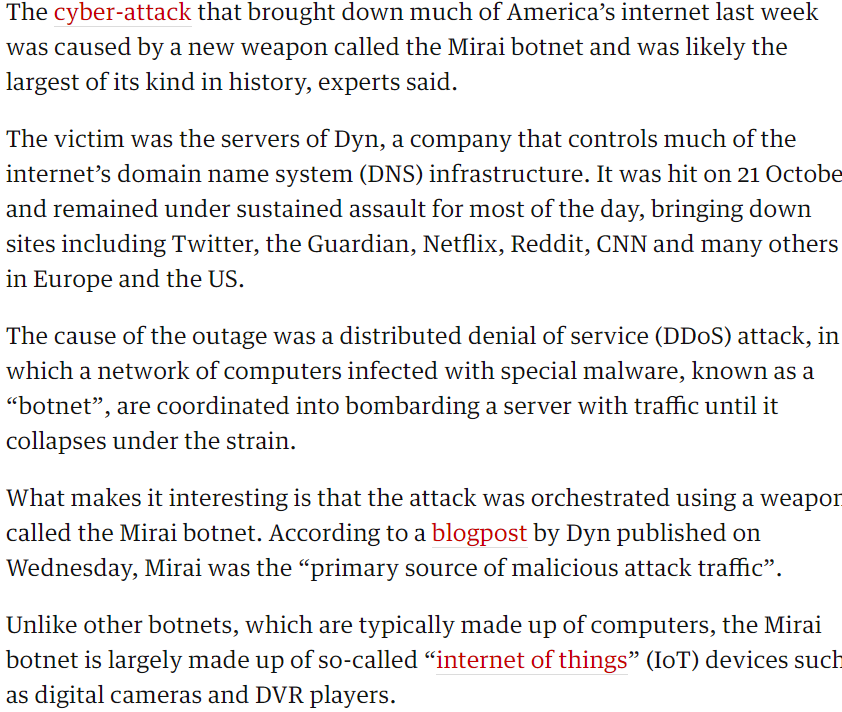 The cyber-attack that brought down much of America’s internet last week
was caused by a new weapon called the Mirai botnet and was likely the
largest of its kind in history, experts said.
The victim was the servers of Dyn, a company that controls much of the
internet’s domain name system (DNS) infrastructure. It was hit on 21 Octobe
and remained under sustained assault for most of the day, bringing down
sites including Twitter, the Guardian, Netflix, Reddit, CNN and many others
in Europe and the US.
The cause of the outage was a distributed denial of service (DDoS) attack, in
which a network of computers infected with special malware, known as a
“botnet”, are coordinated into bombarding a server with traffic until it
collapses under the strain.
What makes it interesting is that the attack was orchestrated using a weapon
called the Mirai botnet. According to a blogpost by Dyn published on
Wednesday, Mirai was the “primary source of malicious attack traffic”.
Unlike other botnets, which are typically made up of computers, the Mirai
botnet is largely made up of so-called “internet of things” (IoT) devices such
as digital cameras and DVR players.